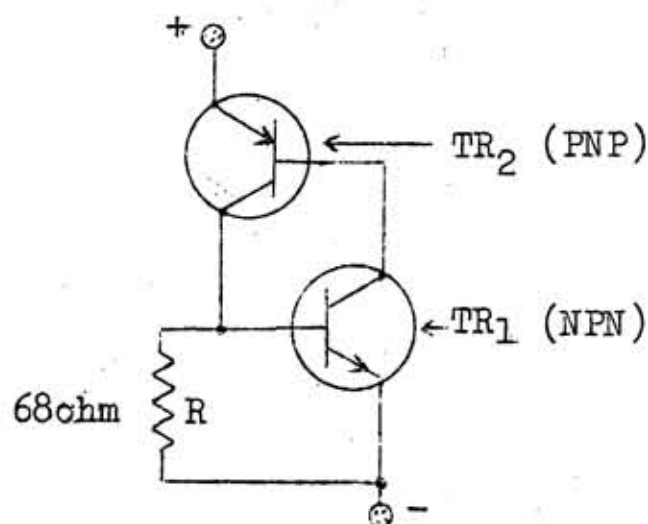 +
TR2 (PNP)
TR1 (NPN)
68ohm R
-